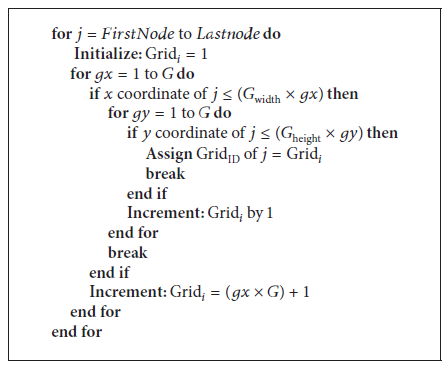 for j = FirstNode to Lastnode do
Initialize: Grid_i = 1
for gx = 1 to G do
if x coordinate of j ≤ (G_width × gx) then
for gy = 1 to G do
if y coordinate of j ≤ (G_height × gy) then
Assign Grid_ID of j = Grid_i
break
end if
Increment: Grid_i by 1
end for
break
end if
Increment: Grid_i = (gx × G) + 1
end for
end for